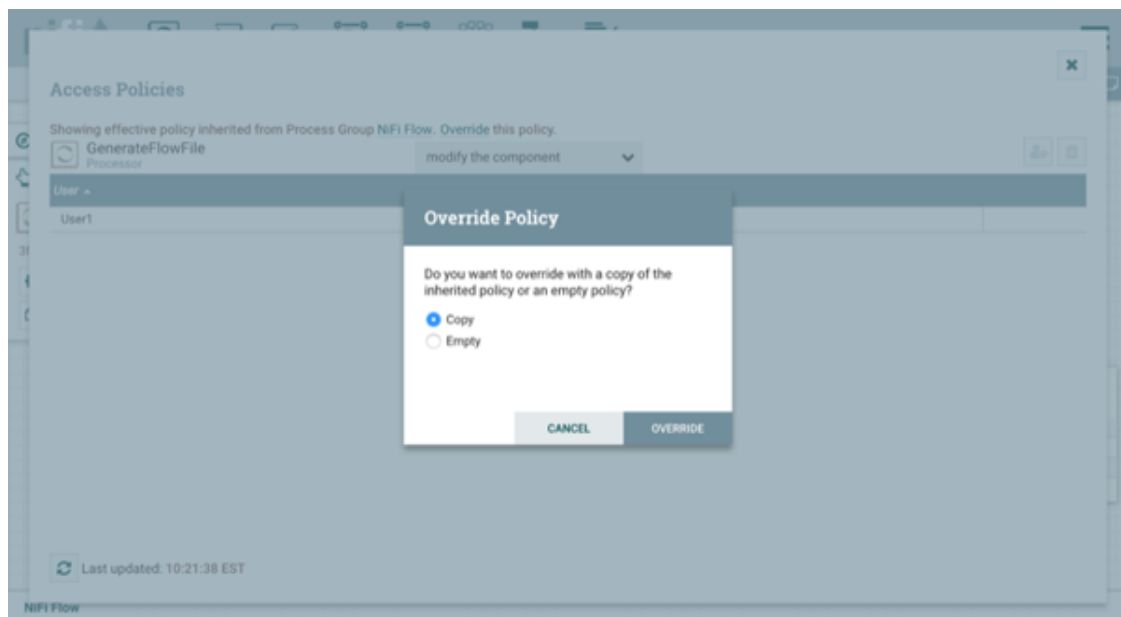 Access Policies
Showing effective policy inherited from Process Group NiFi Flow. Override this policy.
GenerateFlowFile
Processor
modify the component
User
User1
Override Policy
Do you want to override with a copy of the
inherited policy or an empty policy?
Copy
Empty
CANCEL
OVERRIDE
Last updated: 10:21:38 EST
NiFi Flow